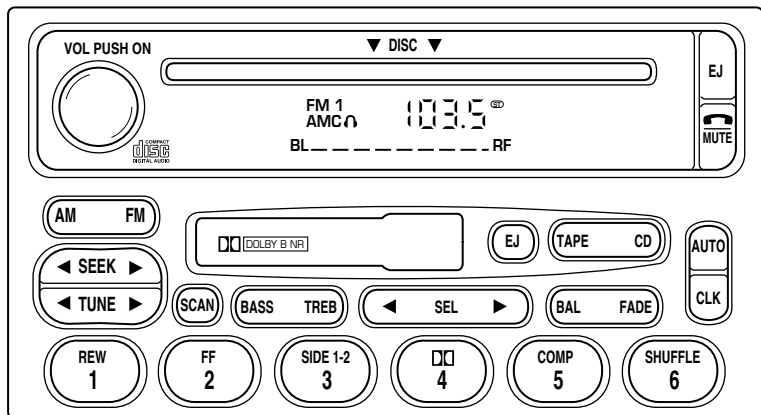 VOL PUSH ON
▼ DISC ▼
EJ
FM 1
103.5 ST
AMC
MUTE
COMPACT
disc
DIGITAL AUDIO
BL_ _ _ _ _ _ _ _ _ RF
AM FM
DOLBY B NR
EJ
TAPE CD
AUTO
◀ SEEK ▶
◀ TUNE ▶
SCAN
BASS TREB
◀ SEL ▶
BAL FADE
CLK
REW
1
FF
2
SIDE 1-2
3
4
COMP
5
SHUFFLE
6